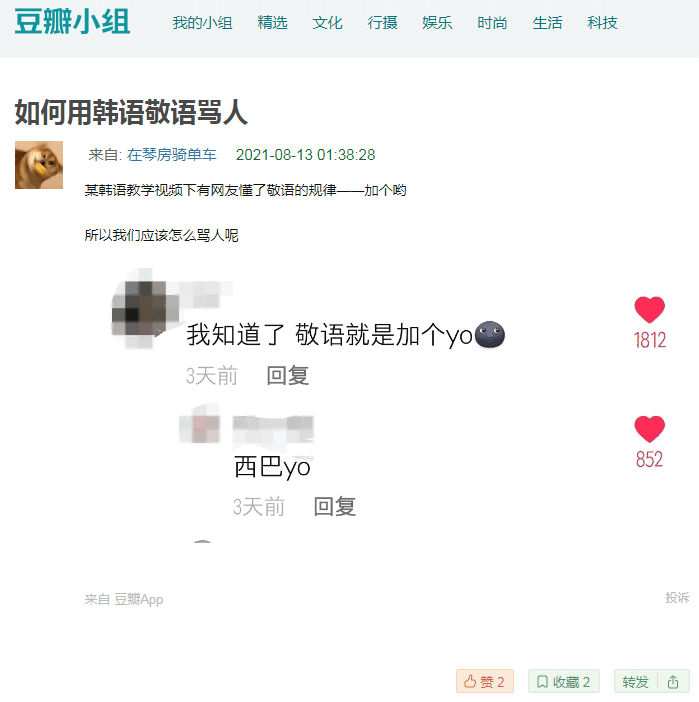 豆瓣小组 我的小组 精选 文化 行摄 娱乐 时尚 生活 科技
如何用韩语敬语骂人
来自: 在琴房骑单车 2021-08-13 01:38:28
某韩语教学视频下有网友懂了敬语的规律——加个哟
所以我们应该怎么骂人呢
我知道了 敬语就是加个yo
1812
3天前 回复
西巴yo
852
3天前 回复
来自 豆瓣App 投诉
赞 2 收藏 2 转发